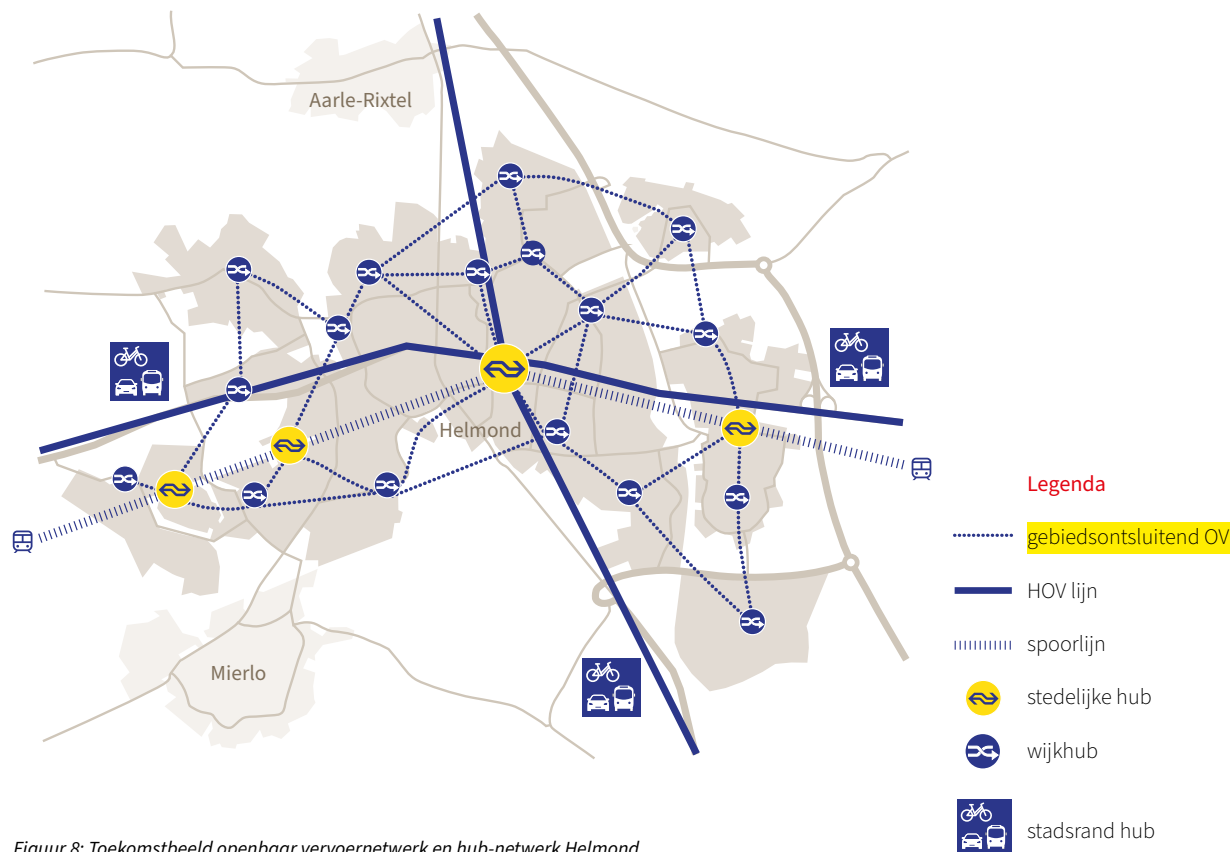 Aarle-Rixtel
Helmond
Mierlo
Legenda
gebiedsontsluitend OV
HOV lijn
spoorlijn
stedelijke hub
wijkhub
stadsrand hub
Figuur 8: Toekomstbeeld openbaar vervoernetwerk en hub-netwerk Helmond